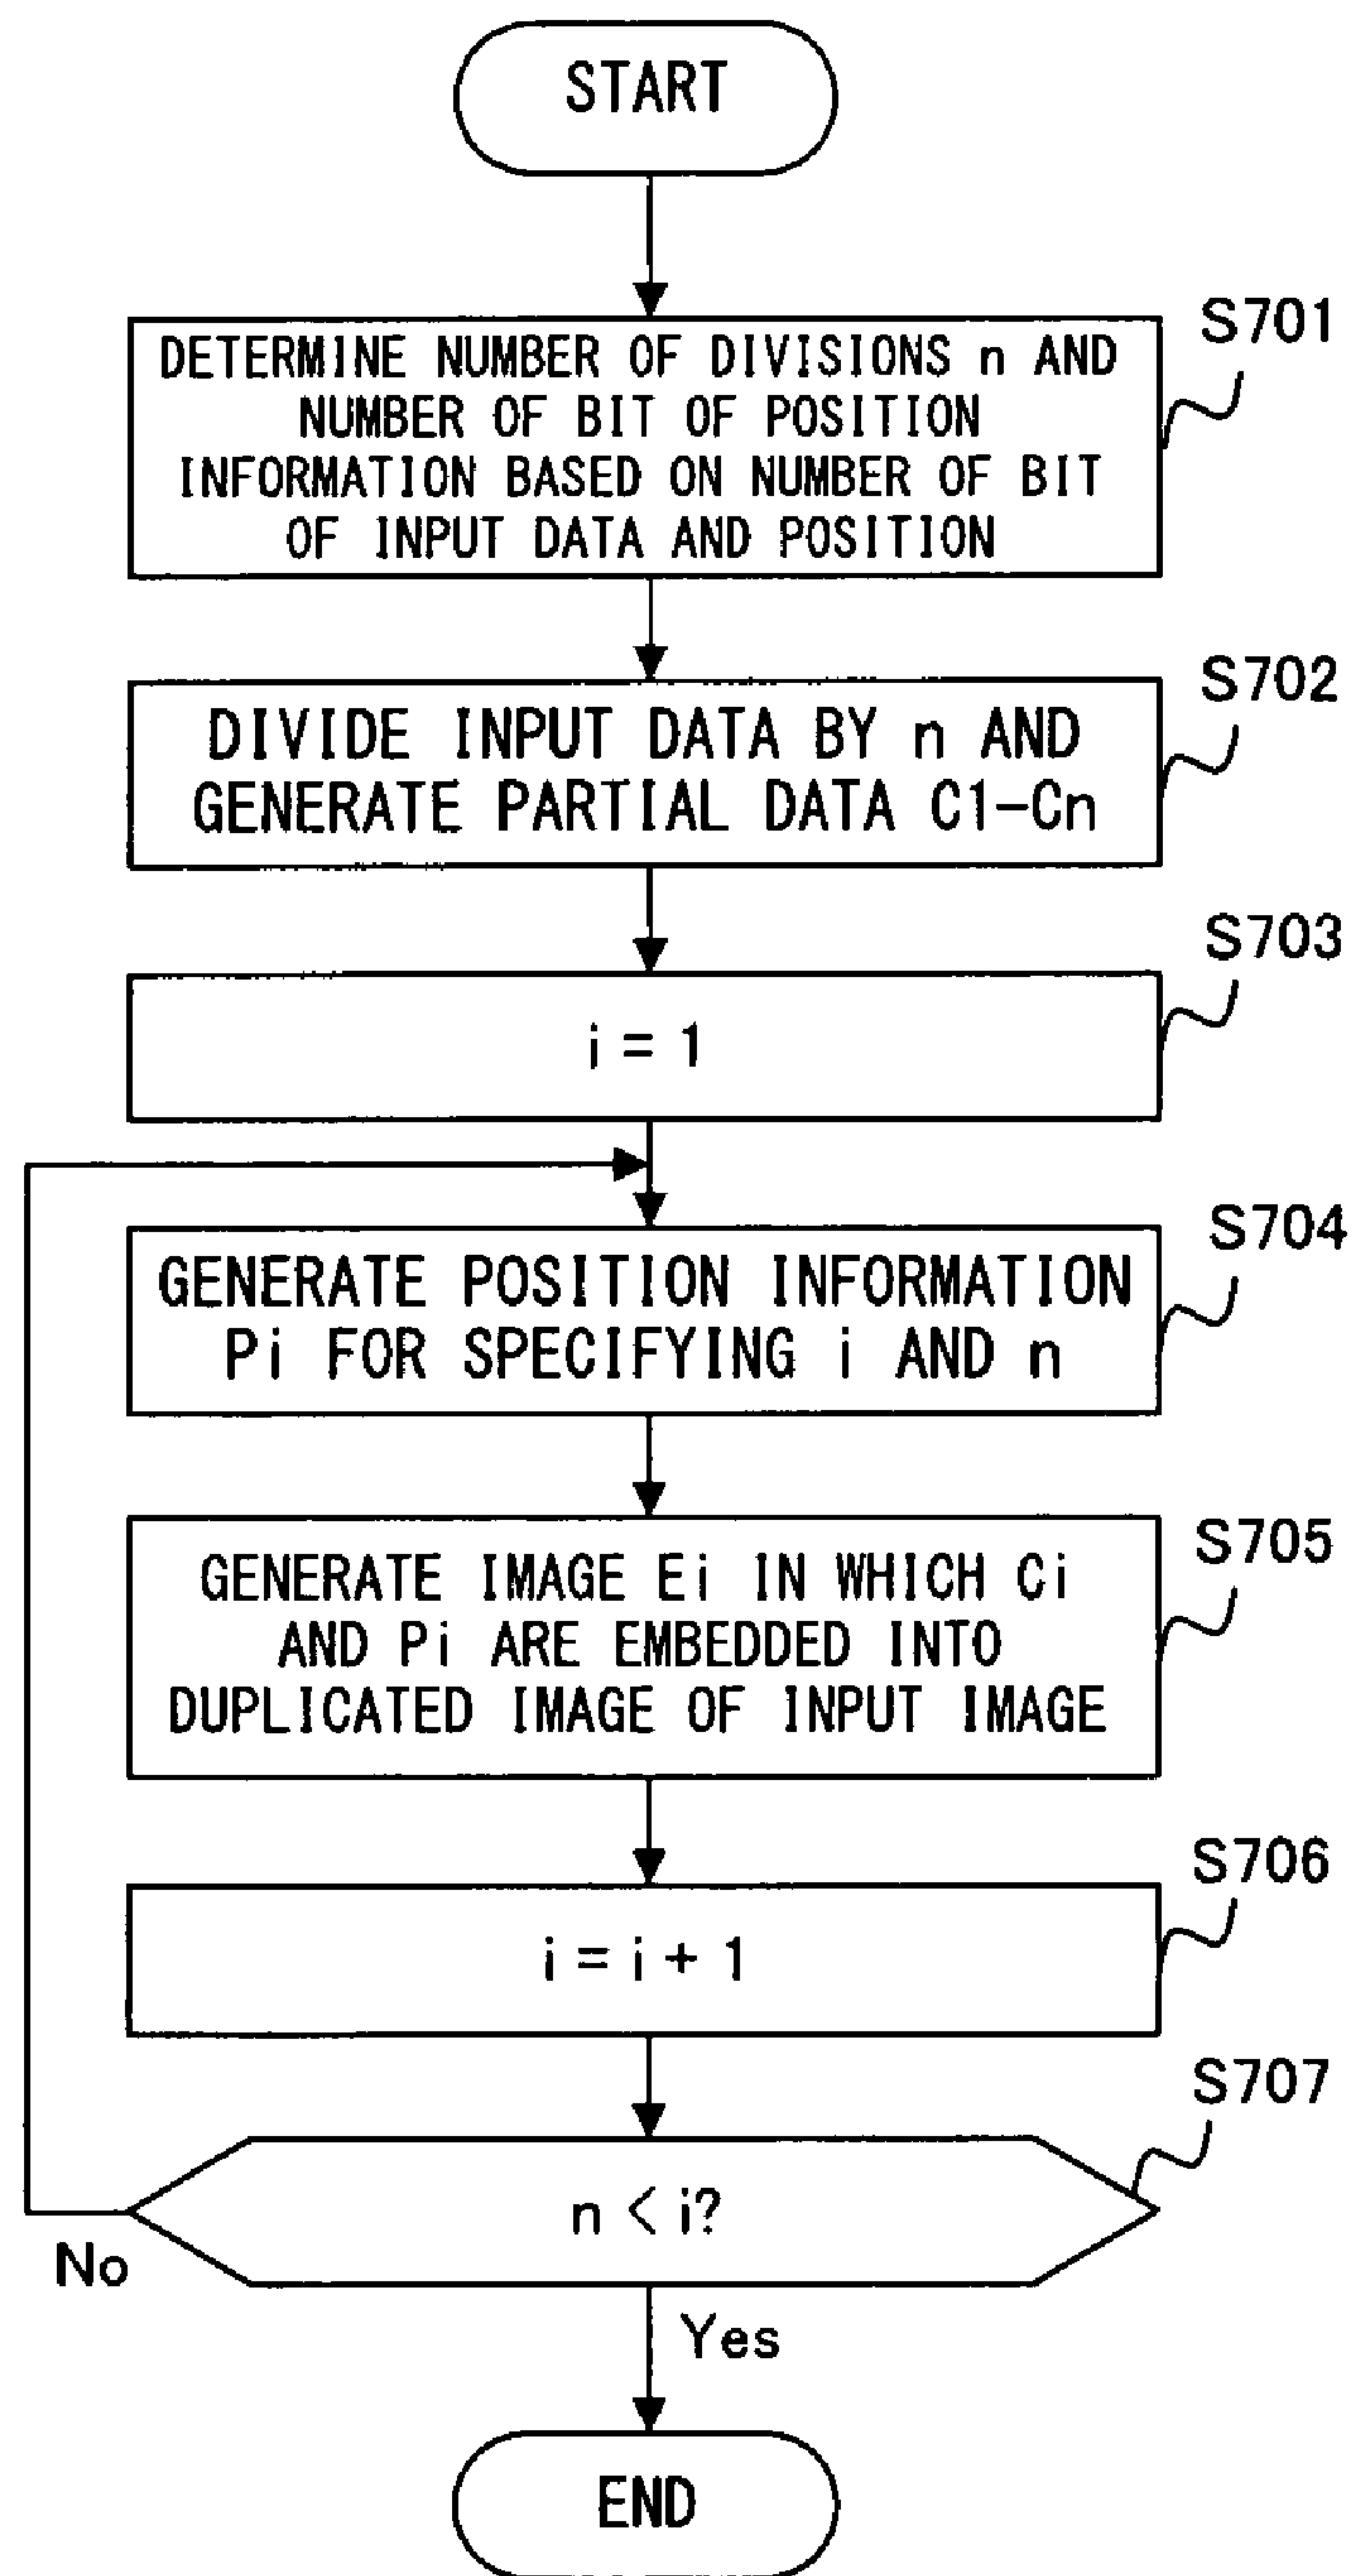 START
S701
DETERMINE NUMBER OF DIVISIONS n AND
NUMBER OF BIT OF POSITION
INFORMATION BASED ON NUMBER OF BIT
OF INPUT DATA AND POSITION
S702
DIVIDE INPUT DATA BY n AND
GENERATE PARTIAL DATA C1-Cn
S703
i = 1
S704
GENERATE POSITION INFORMATION
Pi FOR SPECIFYING i AND n
S705
GENERATE IMAGE Ei IN WHICH Ci
AND Pi ARE EMBEDDED INTO
DUPLICATED IMAGE OF INPUT IMAGE
S706
i = i + 1
S707
n < i?
No
Yes
END